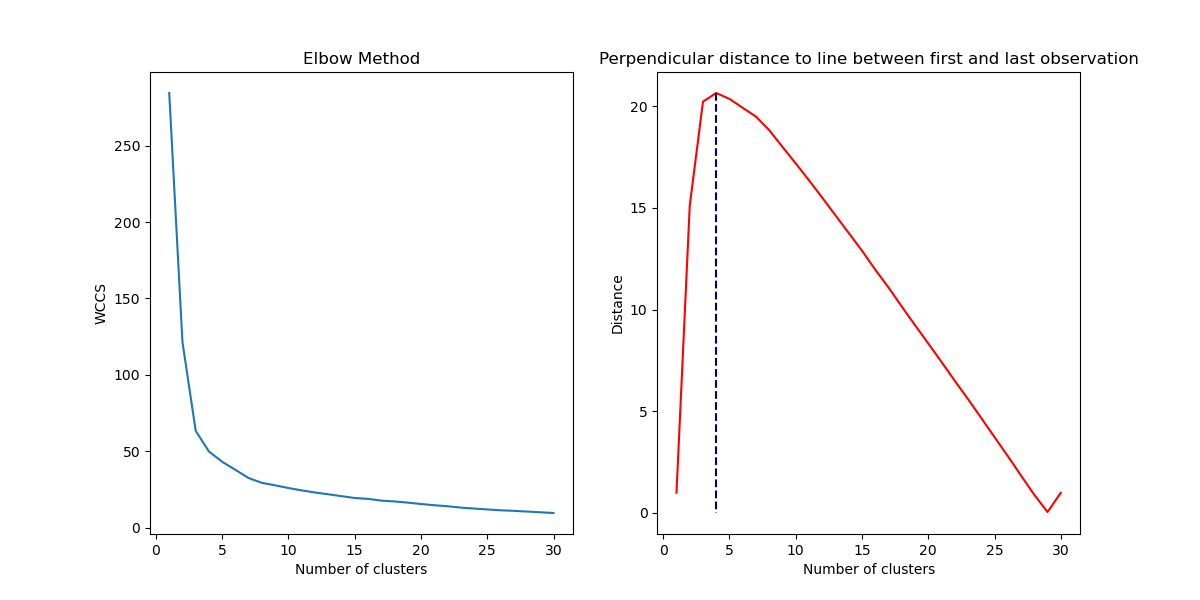 Elbow Method
WCCS
250
200
150
100
50
0
0 5 10 15 20 25 30
Number of clusters
Perpendicular distance to line between first and last observation
Distance
20
15
10
5
0
0 5 10 15 20 25 30
Number of clusters